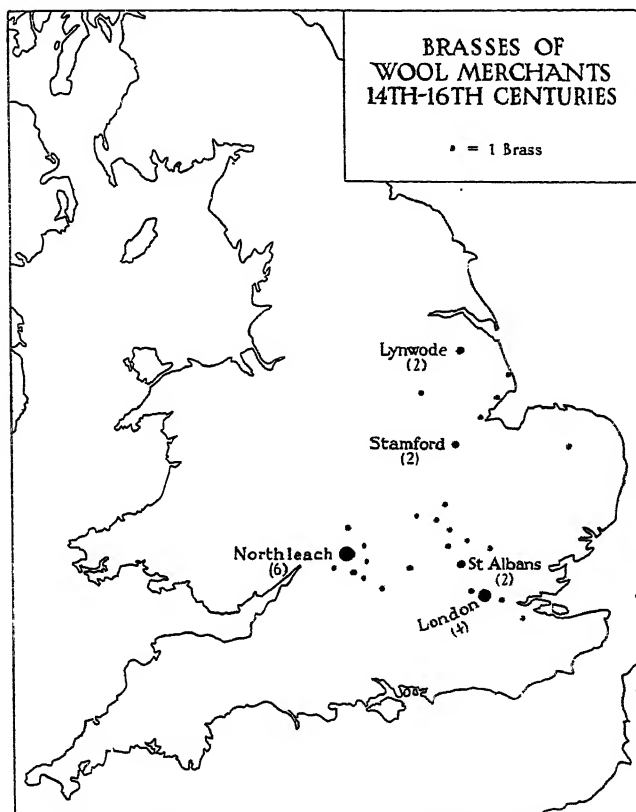 BRASSES OF
WOOL MERCHANTS
14TH-16TH CENTURIES
• = 1 Brass
Lynwode
(2)
Stamford
(2)
Northleach
(6)
St Albans
(2)
London
(4)